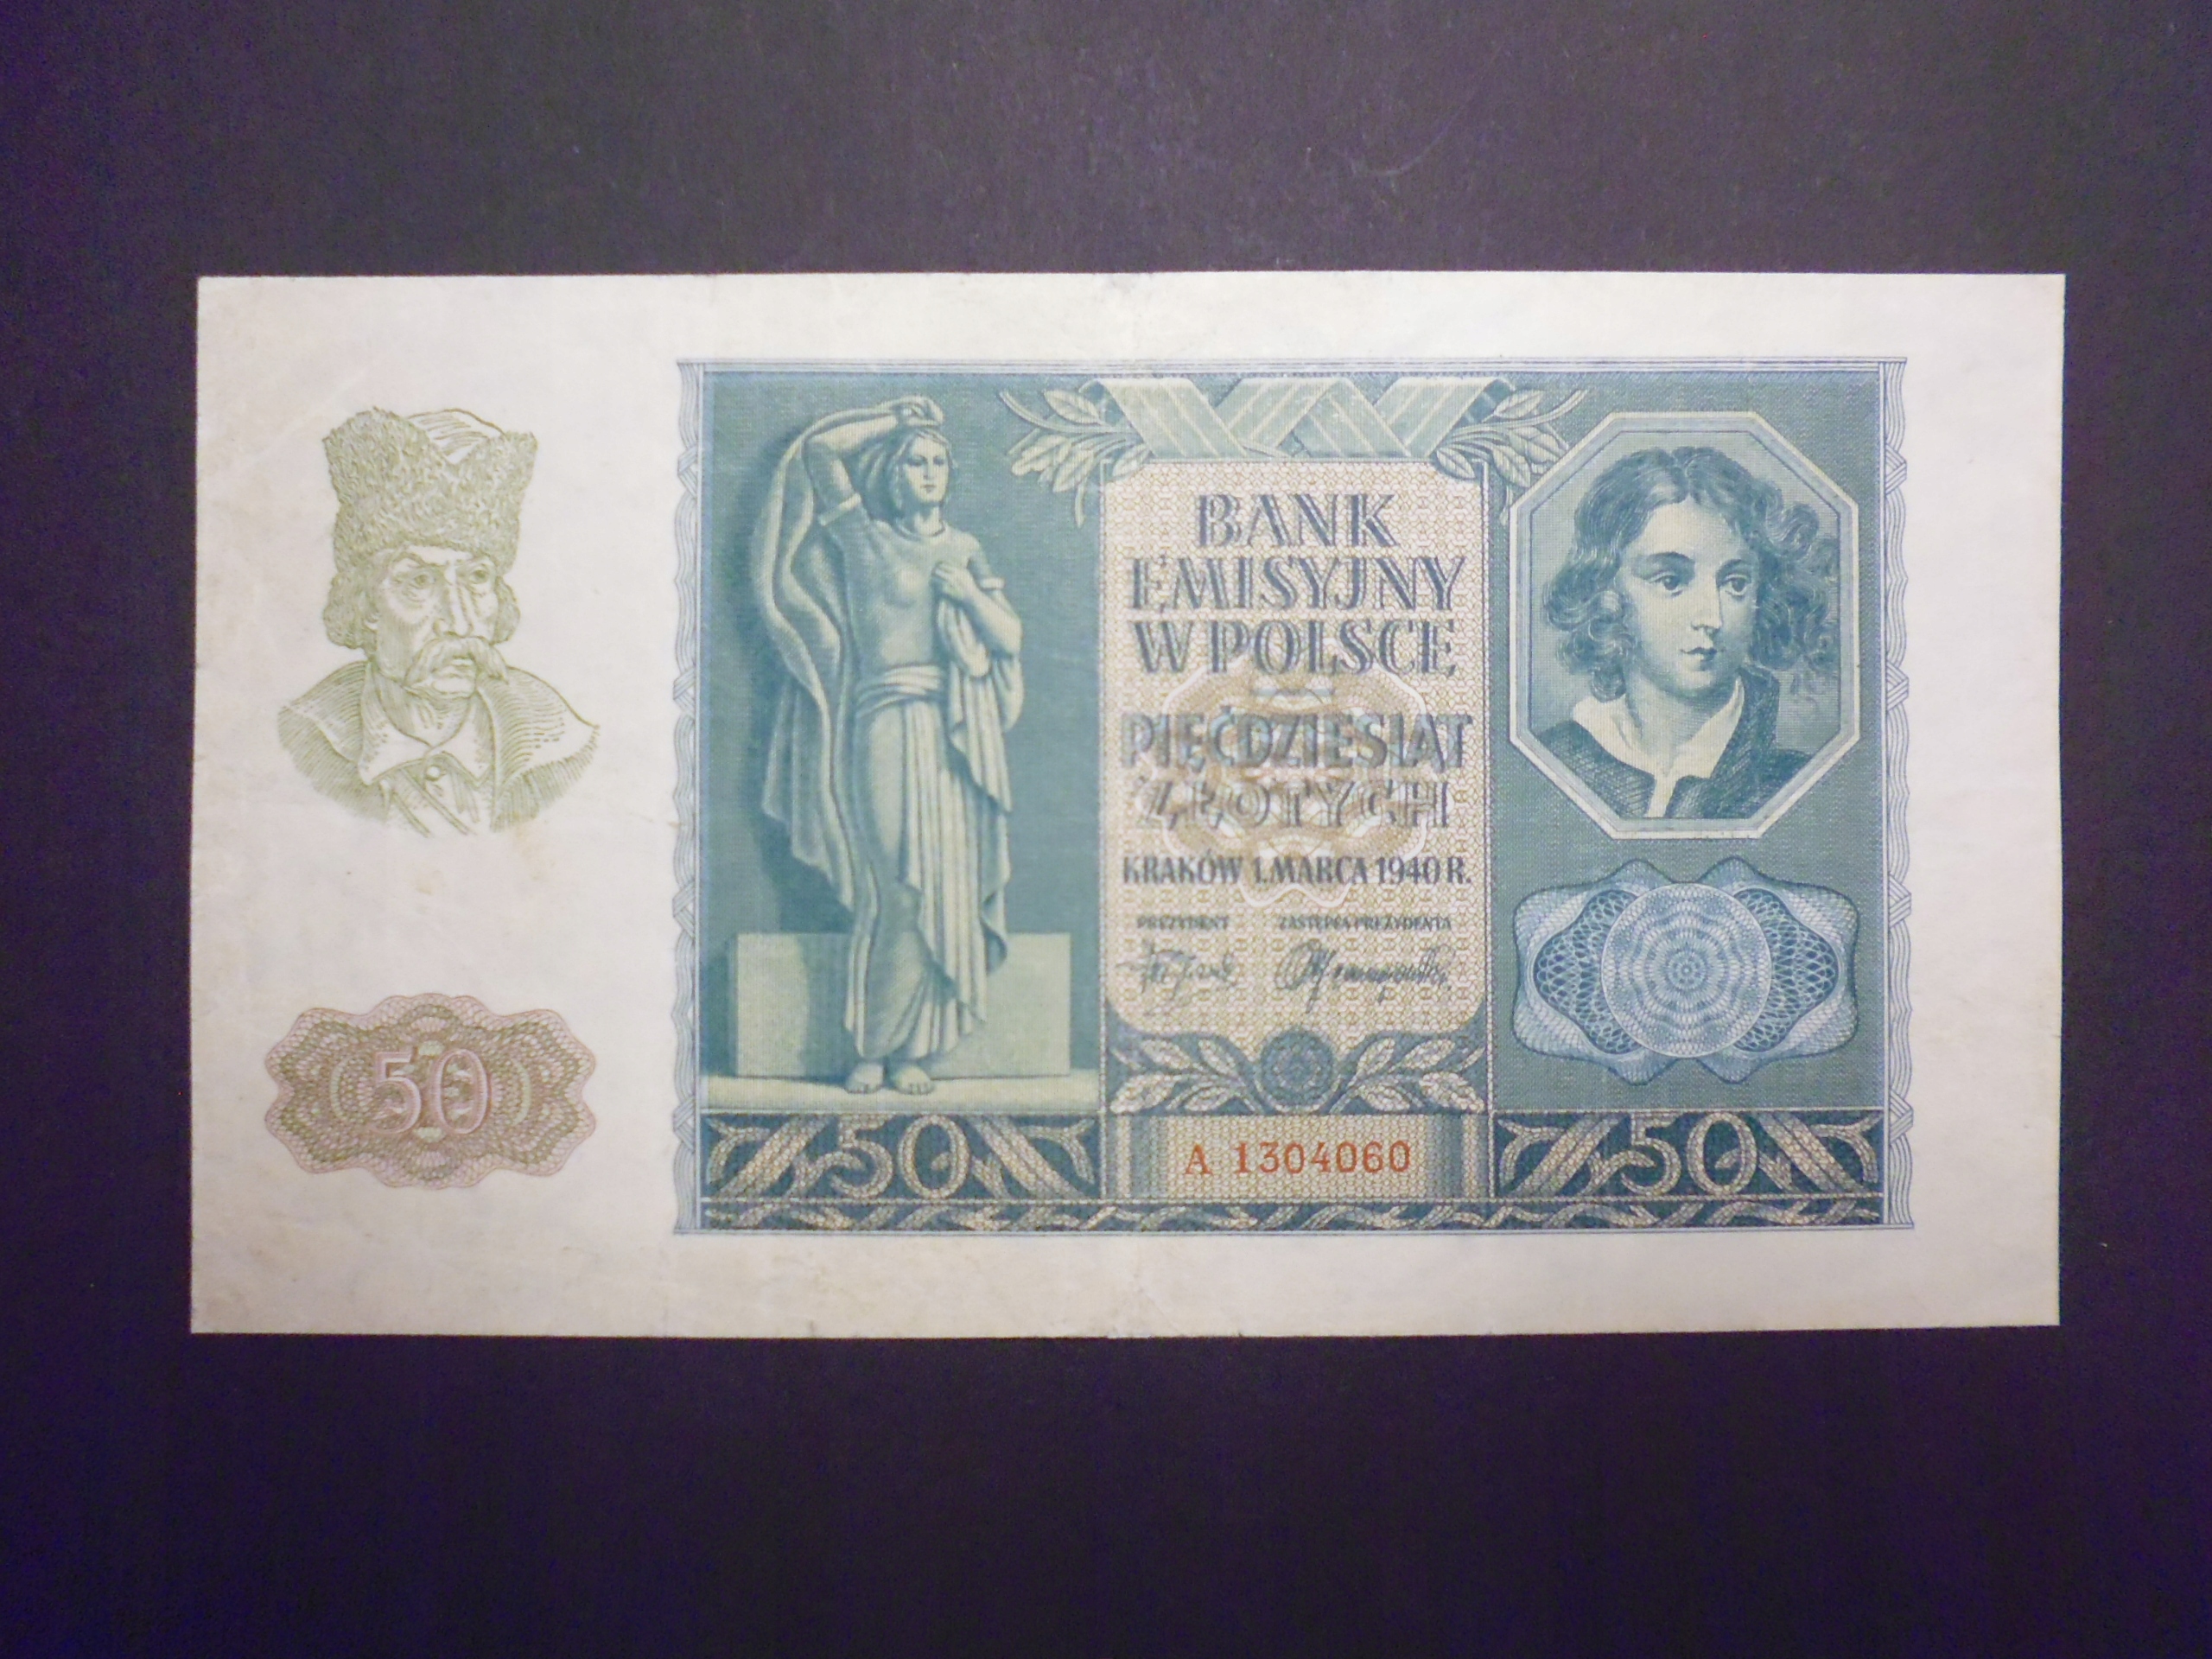 BANK
EMISYJNY
W POLSCE
PIĘĆDZIESIĄT
ZŁOTYCH
KRAKÓW 1. MARCA 1940 R.
PREZYDENT ZASTĘPCA PREZYDENTA
50
50
A 1304060
50